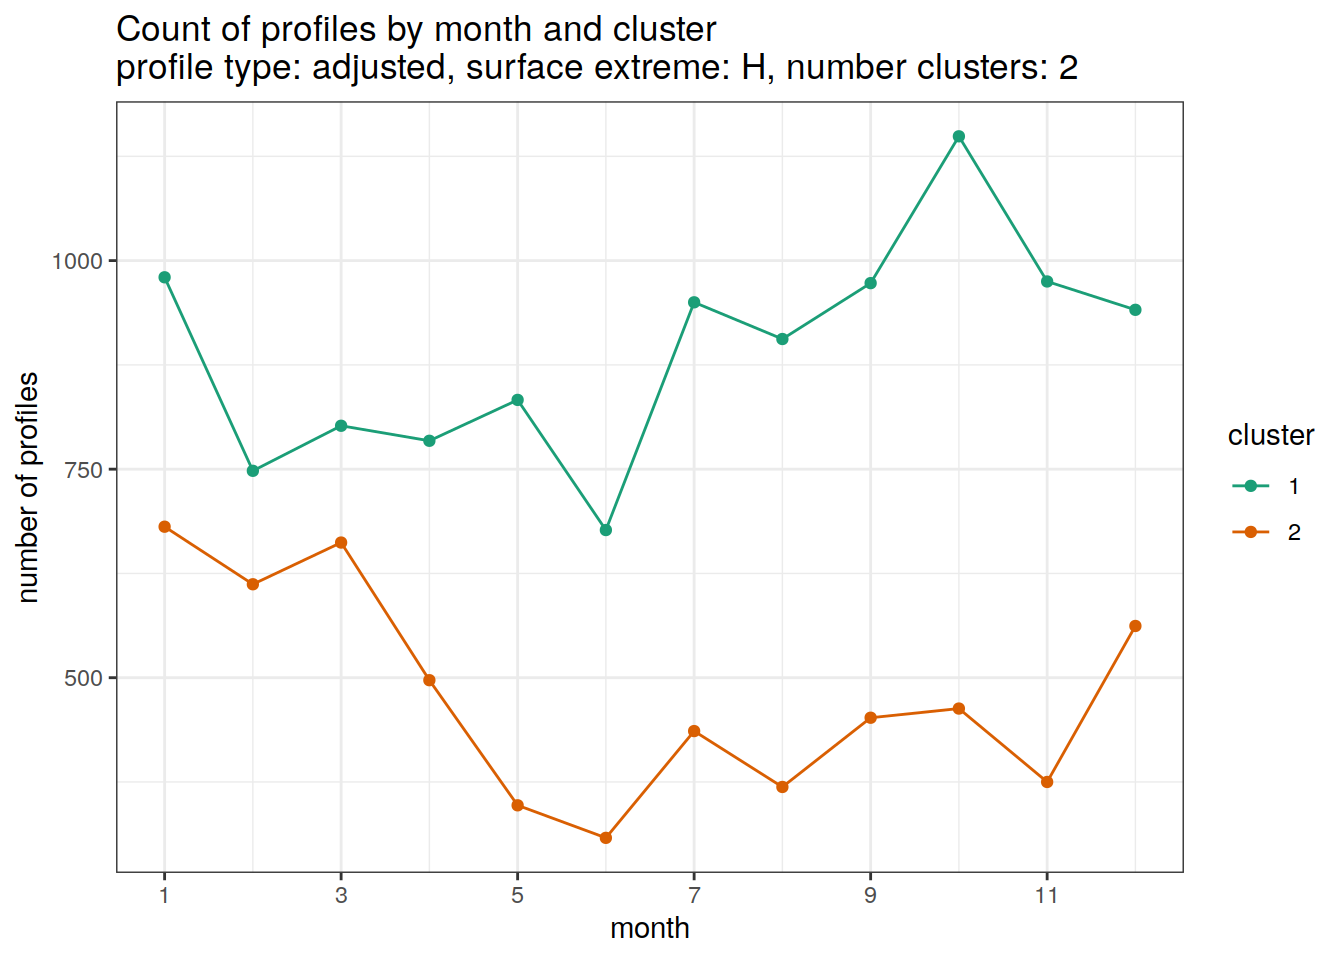 Count of profiles by month and cluster
profile type: adjusted, surface extreme: H, number clusters: 2
number of profiles
1000
750
500
1 3 5 7 9 11
month
cluster
1
2